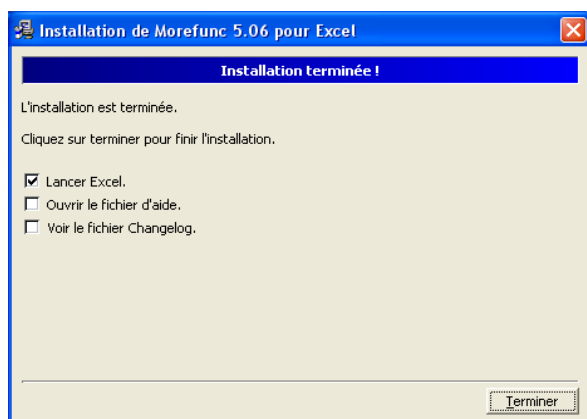 Installation de Morefunc 5.06 pour Excel
Installation terminée !
L'installation est terminée.
Cliquez sur terminer pour finir l'installation.
Lancer Excel.
Ouvrir le fichier d'aide.
Voir le fichier Changelog.
Terminer